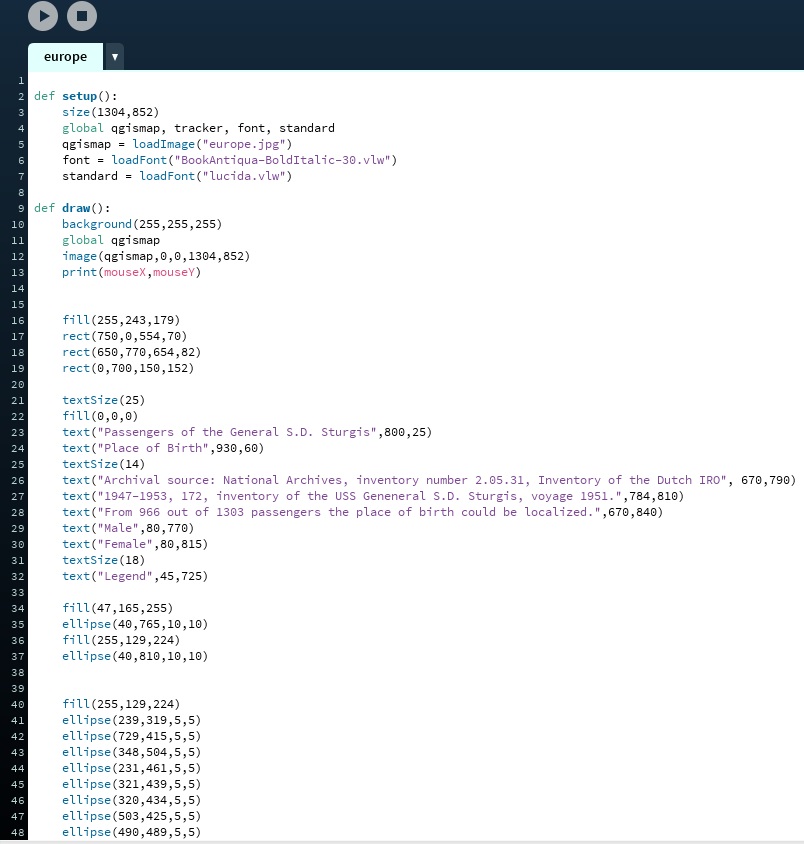 europe ▼
1
2 def setup():
3     size(1304,852)
4     global qgismap, tracker, font, standard
5     qgismap = loadImage("europe.jpg")
6     font = loadFont("BookAntiqua-BoldItalic-30.vlw")
7     standard = loadFont("lucida.vlw")
8
9 def draw():
10     background(255,255,255)
11     global qgismap
12     image(qgismap,0,0,1304,852)
13     print(mouseX,mouseY)
14
15
16     fill(255,243,179)
17     rect(750,0,554,70)
18     rect(650,770,654,82)
19     rect(0,700,150,152)
20
21     textSize(25)
22     fill(0,0,0)
23     text("Passengers of the General S.D. Sturgis",800,25)
24     text("Place of Birth",930,60)
25     textSize(14)
26     text("Archival source: National Archives, inventory number 2.05.31, Inventory of the Dutch IRO", 670,790)
27     text("1947-1953, 172, inventory of the USS Geneneral S.D. Sturgis, voyage 1951.",784,810)
28     text("From 966 out of 1303 passengers the place of birth could be localized.",670,840)
29     text("Male",80,770)
30     text("Female",80,815)
31     textSize(18)
32     text("Legend",45,725)
33
34     fill(47,165,255)
35     ellipse(40,765,10,10)
36     fill(255,129,224)
37     ellipse(40,810,10,10)
38
39
40     fill(255,129,224)
41     ellipse(239,319,5,5)
42     ellipse(729,415,5,5)
43     ellipse(348,504,5,5)
44     ellipse(231,461,5,5)
45     ellipse(321,439,5,5)
46     ellipse(320,434,5,5)
47     ellipse(503,425,5,5)
48     ellipse(490,489,5,5)